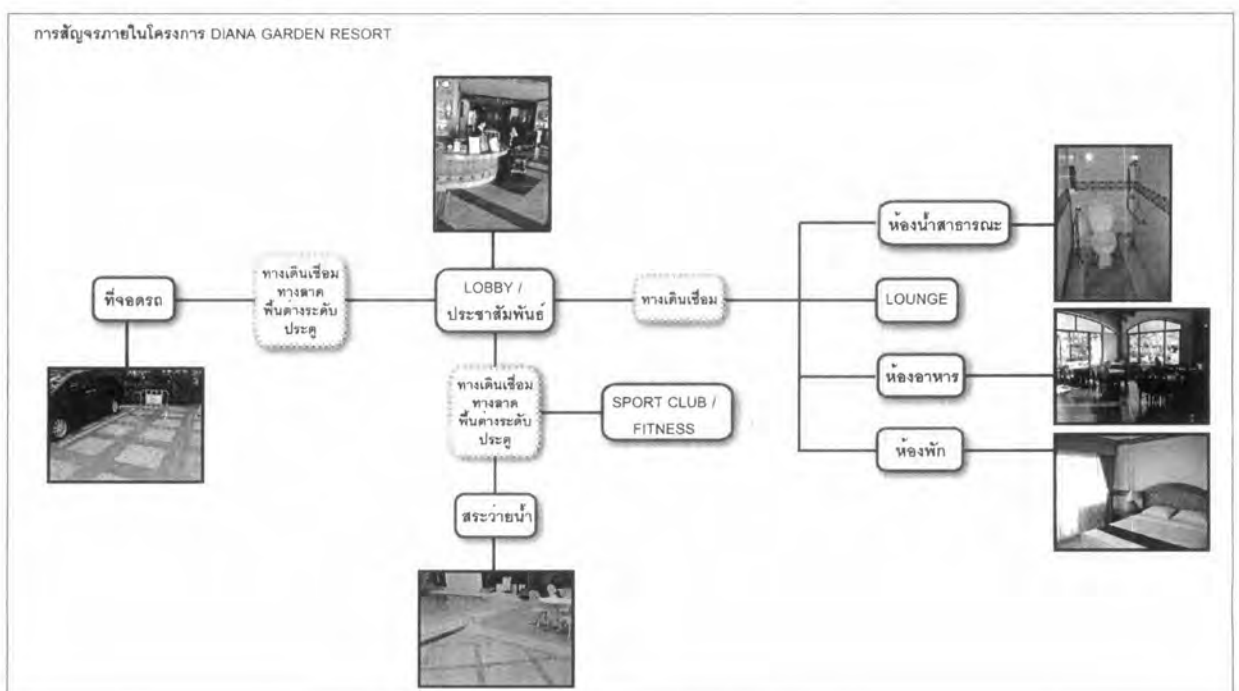 การสัญจรภายในโครงการ DIANA GARDEN RESORT
ห้องน้ำสาธารณะ
ทางเดินเชื่อม
ทางลาด
พื้นต่างระดับ
ประตู
ที่จอดรถ
LOBBY /
ประชาสัมพันธ์
ทางเดินเชื่อม
LOUNGE
ห้องอาหาร
ทางเดินเชื่อม
ทางลาด
พื้นต่างระดับ
ประตู
SPORT CLUB /
FITNESS
ห้องพัก
สระว่ายน้ำ